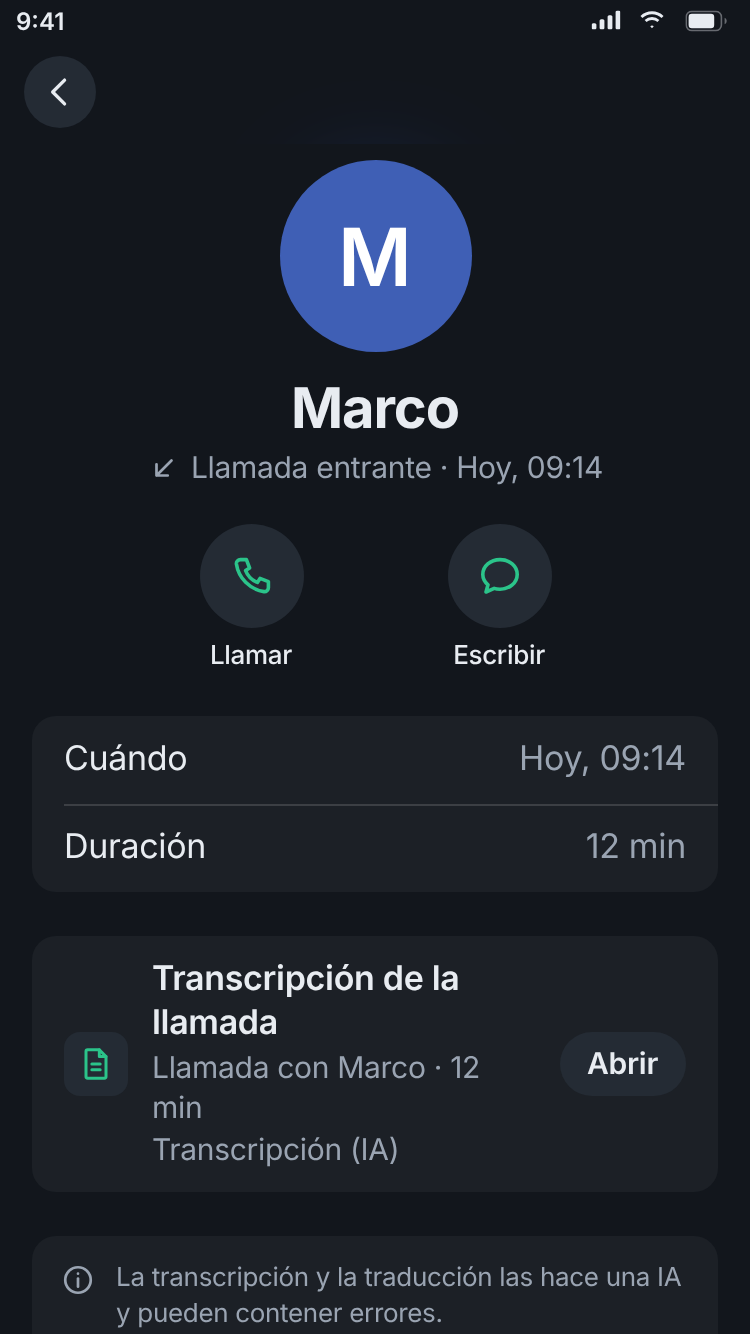 9:41
M
Marco
Llamada entrante · Hoy, 09:14
Llamar
Escribir
Cuándo
Hoy, 09:14
Duración
12 min
Transcripción de la
llamada
Llamada con Marco · 12
min
Transcripción (IA)
Abrir
La transcripción y la traducción las hace una IA
y pueden contener errores.